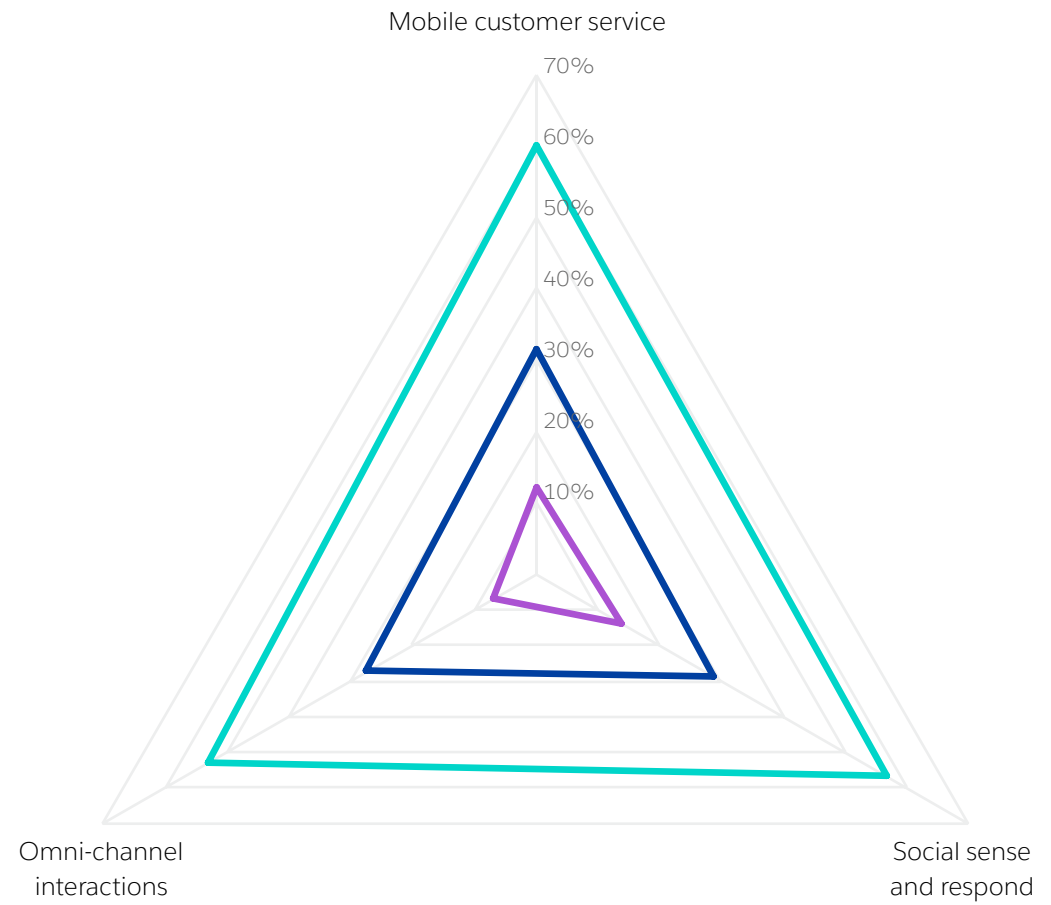 Mobile customer service
70%
60%
50%
40%
30%
20%
10%
Omni-channel
interactions
Social sense
and respond